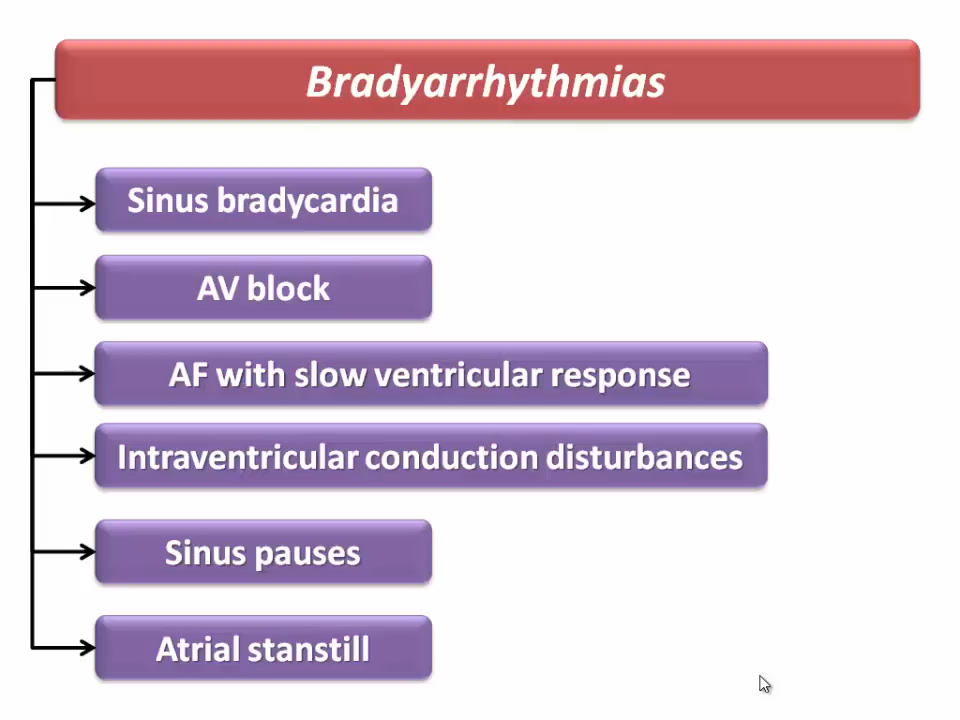 Bradyarrhythmias
Sinus bradycardia
AV block
AF with slow ventricular response
Intraventricular conduction disturbances
Sinus pauses
Atrial stanstill